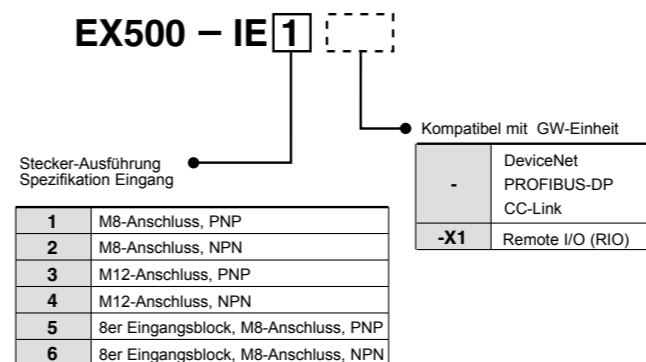 EX500 – IE 1
Kompatibel mit GW-Einheit
- DeviceNet
PROFIBUS-DP
CC-Link
-X1 Remote I/O (RIO)
Stecker-Ausführung
Spezifikation Eingang
1 M8-Anschluss, PNP
2 M8-Anschluss, NPN
3 M12-Anschluss, PNP
4 M12-Anschluss, NPN
5 8er Eingangsblock, M8-Anschluss, PNP
6 8er Eingangsblock, M8-Anschluss, NPN